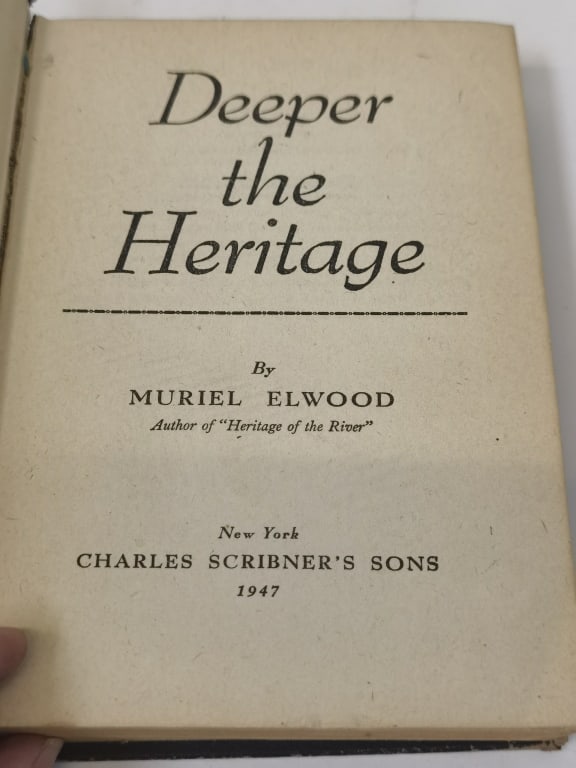 Deeper
the
Heritage
By
MURIEL ELWOOD
Author of "Heritage of the River"
New York
CHARLES SCRIBNER'S SONS
1947